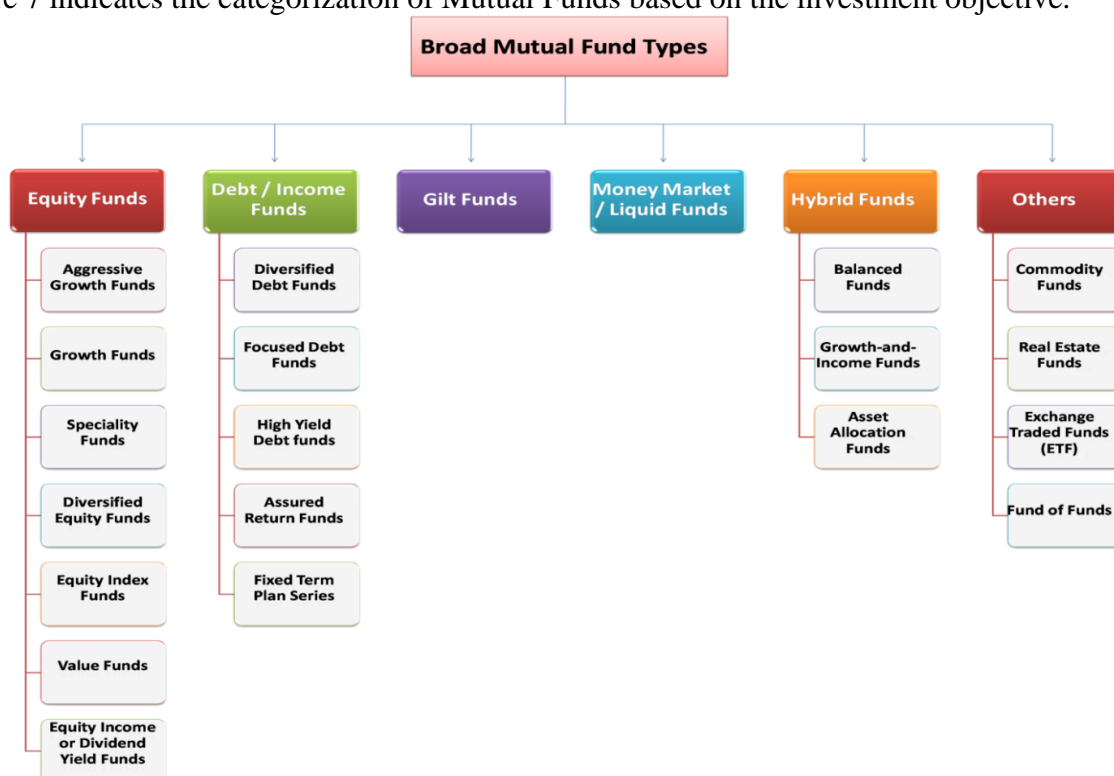 7 indicates the categorization of Mutual Funds based on the investment objective.
Broad Mutual Fund Types
Equity Funds
Aggressive
Growth Funds
Growth Funds
Speciality
Funds
Diversified
Equity Funds
Equity Index
Funds
Value Funds
Equity Income
or Dividend
Yield Funds
Debt / Income
Funds
Diversified
Debt Funds
Focused Debt
Funds
High Yield
Debt funds
Assured
Return Funds
Fixed Term
Plan Series
Gilt Funds
Money Market
/ Liquid Funds
Hybrid Funds
Balanced
Funds
Growth-and-
Income Funds
Asset
Allocation
Funds
Others
Commodity
Funds
Real Estate
Funds
Exchange
Traded Funds
(ETF)
Fund of Funds